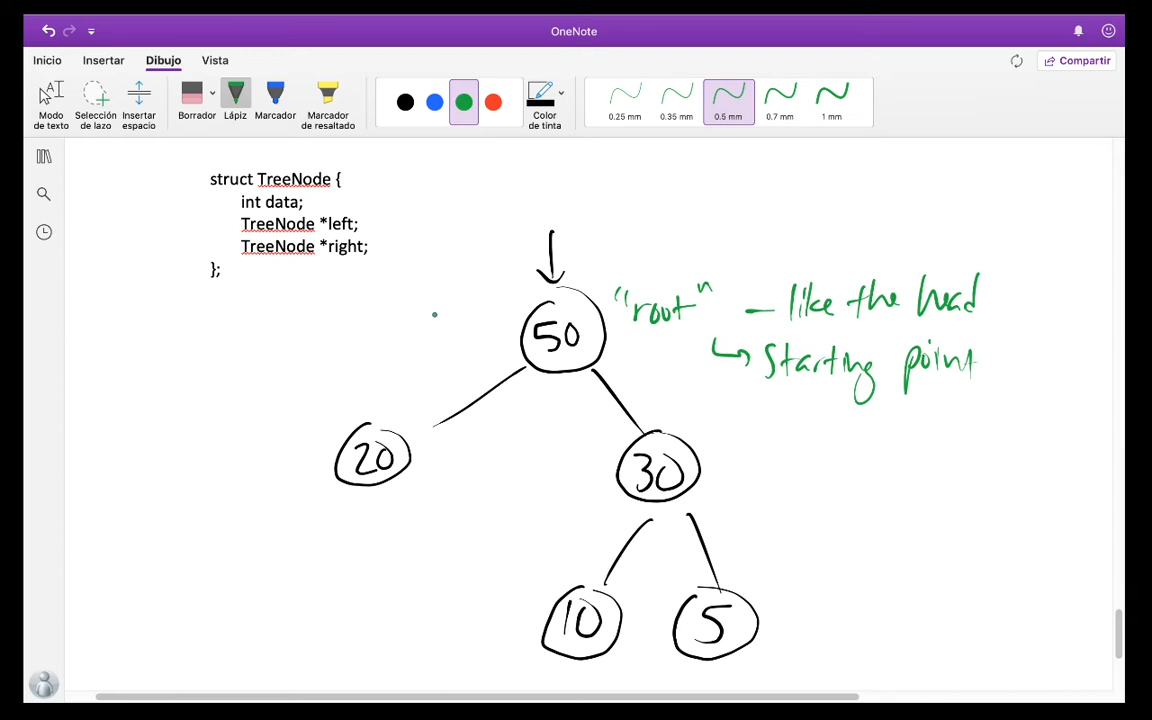 OneNote
Inicio
Insertar
Dibujo
Vista
Compartir
Modo
de texto
Selección
de lazo
Insertar
espacio
Borrador
Lápiz
Marcador
Marcador
de resaltado
Color
de tinta
0.25 mm
0.35 mm
0.5 mm
0.7 mm
1 mm
struct TreeNode {
int data;
TreeNode *left;
TreeNode *right;
};
"root" - like the head
↳ starting point
50
20
30
10
5